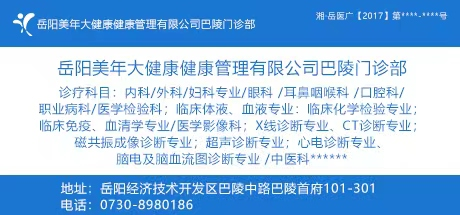 岳阳美年大健康健康管理有限公司巴陵门诊部
湘·岳医广【2017】第****-****号
岳阳美年大健康健康管理有限公司巴陵门诊部
诊疗科目：内科/外科/妇科专业/眼科 /耳鼻咽喉科 /口腔科/
职业病科/医学检验科；临床体液、血液专业：临床化学检验专业；
临床免疫、血清学专业/医学影像科；X线诊断专业、CT诊断专业；
磁共振成像诊断专业；超声诊断专业；心电诊断专业、
脑电及脑血流图诊断专业 /中医科******
地址：岳阳经济技术开发区巴陵中路巴陵首府101-301
电话：0730-8980186